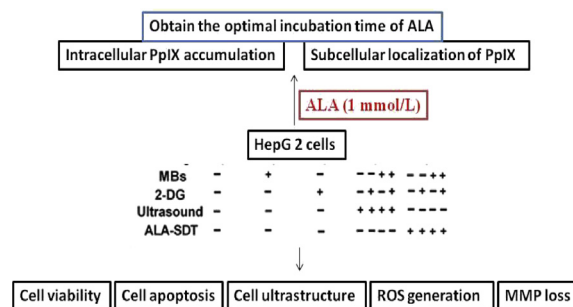 Obtain the optimal incubation time of ALA
Intracellular PpIX accumulation Subcellular localization of PpIX
ALA (1 mmol/L)
HepG 2 cells
MBs - + - --++ --++
2-DG - - + -+-+ -+-+
Ultrasound - - - ++++ ----
ALA-SDT - - - ---- ++++
Cell viability Cell apoptosis Cell ultrastructure ROS generation MMP loss